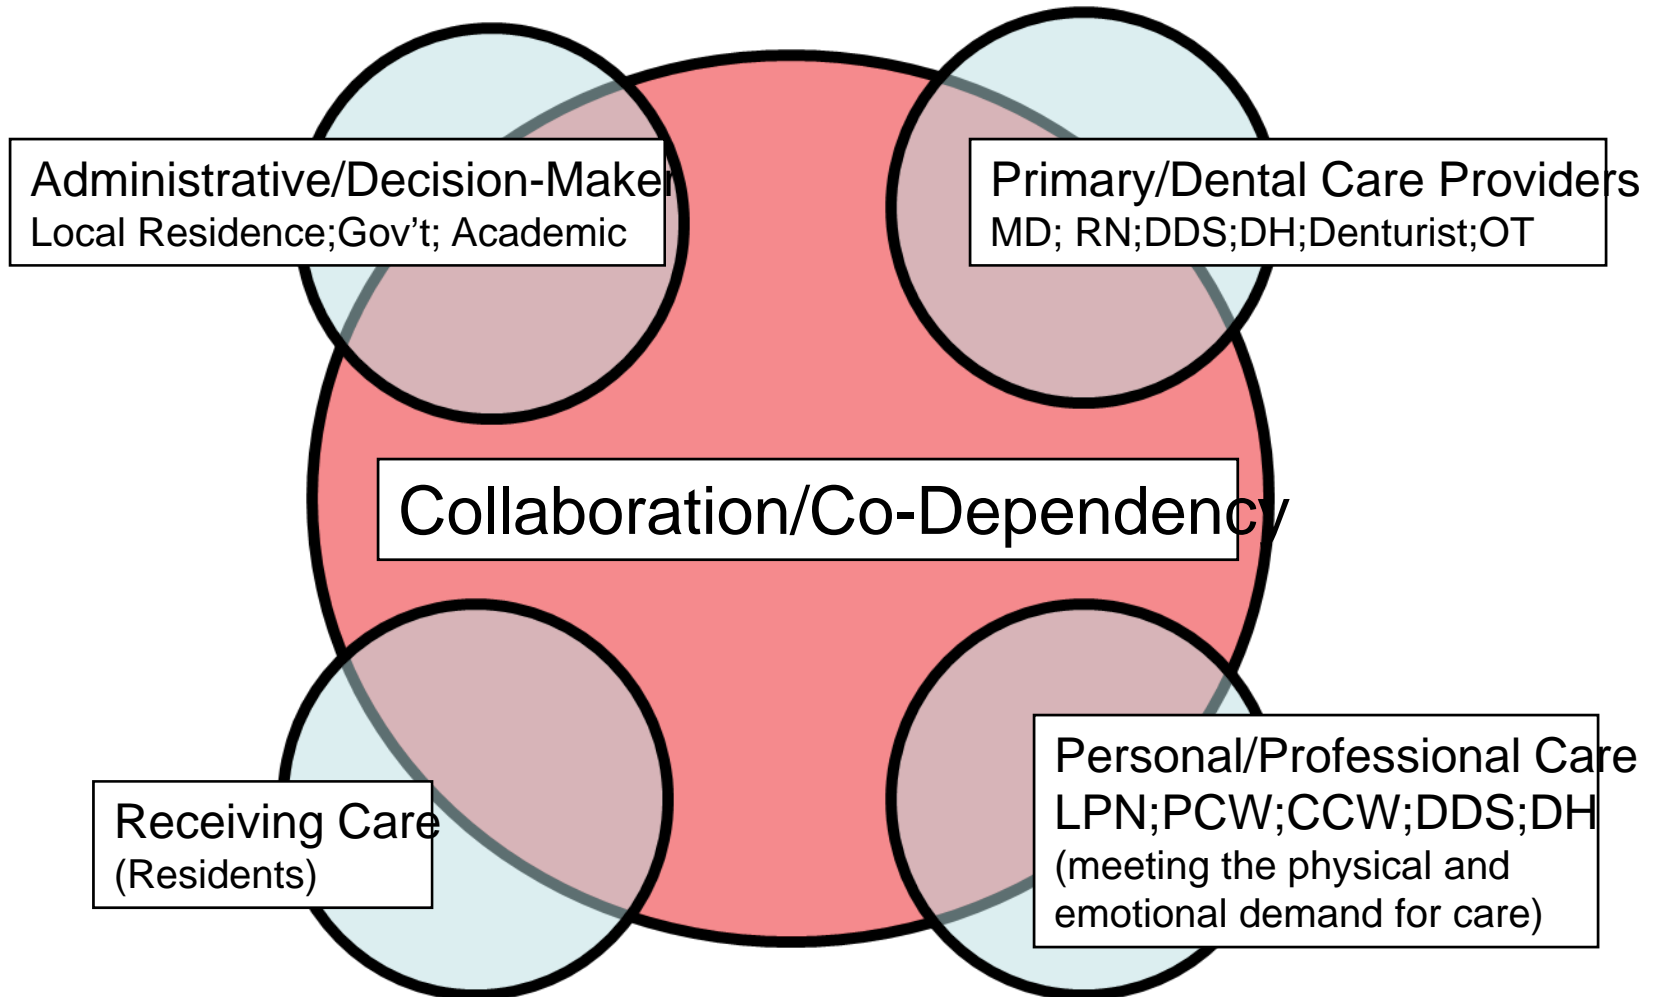 Administrative/Decision-Maker
Local Residence;Gov't; Academic
Primary/Dental Care Providers
MD; RN;DDS;DH;Denturist;OT
Collaboration/Co-Dependency
Receiving Care
(Residents)
Personal/Professional Care
LPN;PCW;CCW;DDS;DH
(meeting the physical and
emotional demand for care)